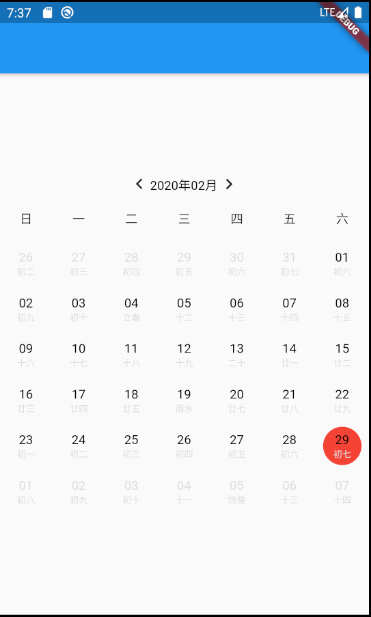 7:37 LTE
DEBUG
2020年02月
日 一 二 三 四 五 六
26 27 28 29 30 31 01
初二 初三 初四 初五 初六 初七 初八
02 03 04 05 06 07 08
初九 初十 立春 十二 十三 十四 十五
09 10 11 12 13 14 15
十六 十七 十八 十九 二十 廿一 廿二
16 17 18 19 20 21 22
廿三 廿四 廿五 雨水 廿七 廿八 廿九
23 24 25 26 27 28 29
初一 初二 初三 初四 初五 初六 初七
01 02 03 04 05 06 07
初八 初九 初十 十一 惊蛰 十三 十四